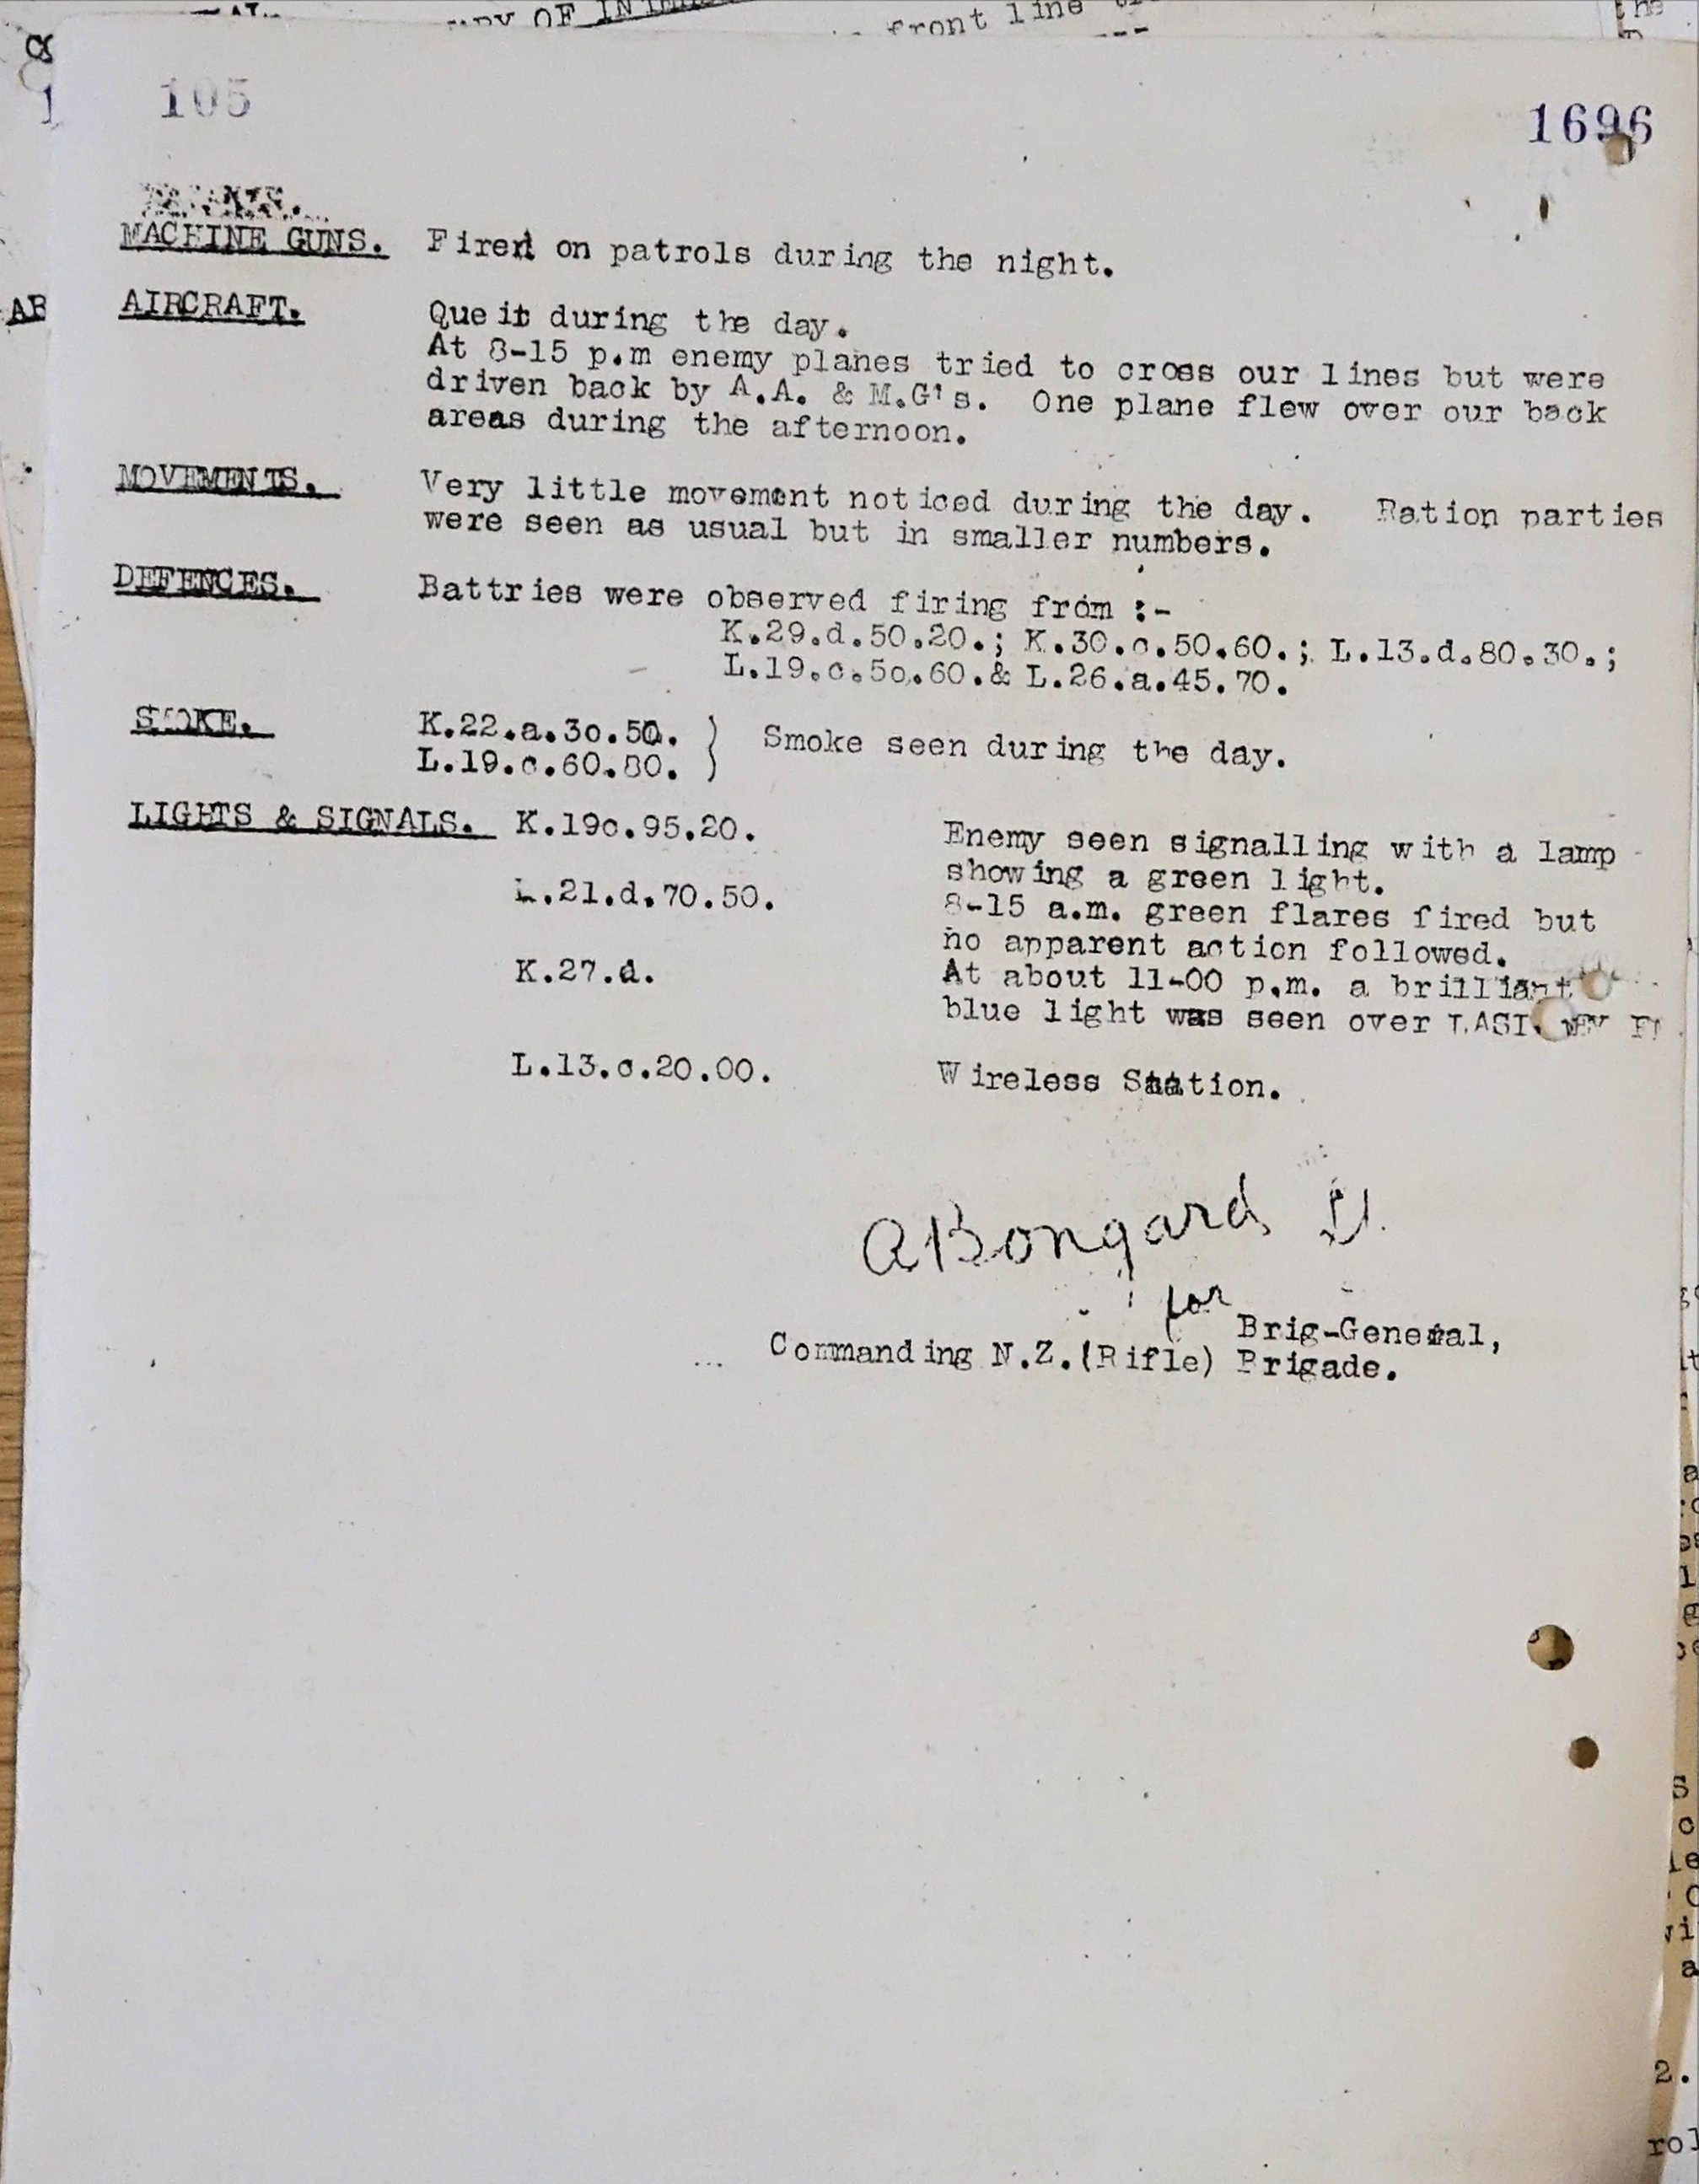 105
1696
MACHINE GUNS. Fired on patrols during the night.
AIRCRAFT. Queit during the day.
At 8-15 p.m enemy planes tried to cross our lines but were
driven back by A.A. & M.G's. One plane flew over our back
areas during the afternoon.
MOVEMENTS. Very little movement noticed during the day. Ration parties
were seen as usual but in smaller numbers.
DEFENCES. Battries were observed firing from :-
K.29.d.50.20.; K.30.c.50.60.; L.13.d.80.30.;
L.19.c.50.60.& L.26.a.45.70.
SMOKE. K.22.a.30.50. } Smoke seen during the day.
L.19.c.60.80.
LIGHTS & SIGNALS. K.19c.95.20. Enemy seen signalling with a lamp
showing a green light.
L.21.d.70.50. 8-15 a.m. green flares fired but
no apparent action followed.
K.27.d. At about 11-00 p.m. a brilliant
blue light was seen over
L.13.c.20.00. Wireless Station.
ABongard Lt.
for
Brig-General,
Commanding N.Z.(Rifle) Brigade.